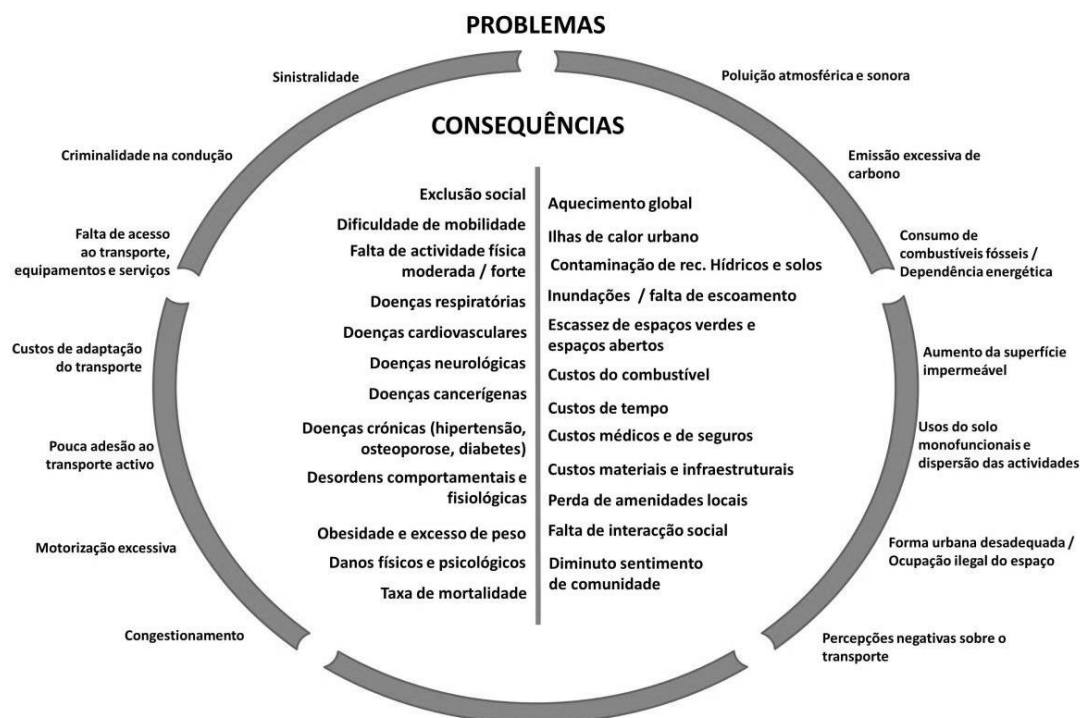 PROBLEMAS
Sinistralidade
Criminalidade na condução
Falta de acesso
ao transporte,
equipamentos e serviços
Custos de adaptação
do transporte
Pouca adesão ao
transporte activo
Motorização excessiva
Congestionamento
CONSEQUÊNCIAS
Exclusão social
Dificuldade de mobilidade
Falta de actividade física
moderada / forte
Doenças respiratórias
Doenças cardiovasculares
Doenças neurológicas
Doenças cancerígenas
Doenças crónicas (hipertensão,
osteoporose, diabetes)
Desordens comportamentais e
fisiológicas
Obesidade e excesso de peso
Danos físicos e psicológicos
Taxa de mortalidade
Aquecimento global
Ilhas de calor urbano
Contaminação de rec. Hídricos e solos
Inundações / falta de escoamento
Escassez de espaços verdes e
espaços abertos
Custos do combustível
Custos de tempo
Custos médicos e de seguros
Custos materiais e infraestruturais
Perda de amenidades locais
Falta de interacção social
Diminuto sentimento
de comunidade
Poluição atmosférica e sonora
Emissão excessiva de
carbono
Consumo de
combustíveis fósseis /
Dependência energética
Aumento da superfície
impermeável
Usos do solo
monofuncionais e
dispersão das actividades
Forma urbana desadequada /
Ocupação ilegal do espaço
Percepções negativas sobre o
transporte